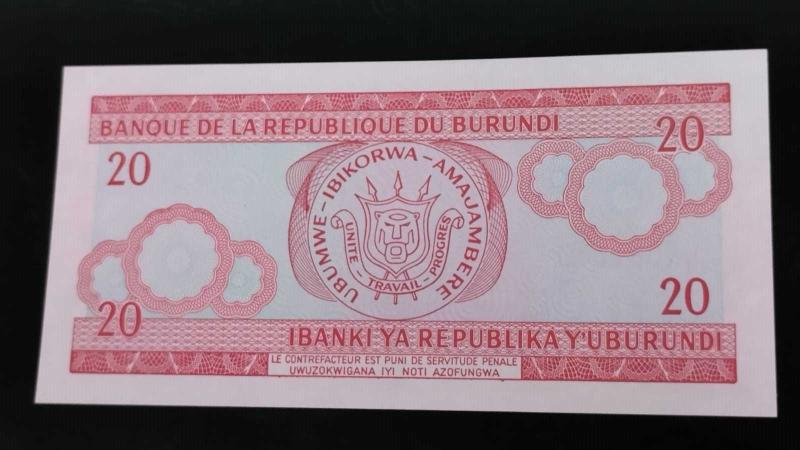 BANQUE DE LA REPUBLIQUE DU BURUNDI
20
20
UBUMWE-IBIKORWA-AMAJAMBERE
UNITE-TRAVAIL-PROGRES
20
20
IBANKI YA REPUBLIKA Y'UBURUNDI
LE CONTREFACTEUR EST PUNI DE SERVITUDE PENALE
UWUZOKWIGANA IYI NOTI AZOFUNGWA